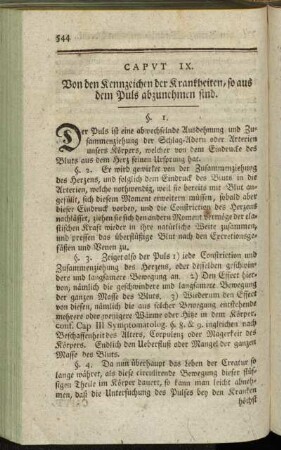 544
CAPVT IX.
Von den Kennzeichen der Krankheiten, so aus
dem Puls abzunehmen sind.
§. 1.
Der Puls ist eine abwechselnde Ausdehnung und Zu-
sammenziehung der Schlag-Adern oder Arterien
unsers Körpers, welcher von dem Eindrucke des
Bluts aus dem Herz seinen Ursprung hat.
§. 2. Er wird gewürkt von der Zusammenziehung
des Herzens, und folglich dem Eindruck des Bluts in die
Arterien, welche nothwendig, weil sie bereits mit Blut ange-
füllt, sich diesem Moment erweitern müssen, sobald aber
dieser Eindruck vorbey, und die Constriction des Herzens
nachlässet, ziehen sie sich den andern Moment vermöge der ela-
stischen Kraft wieder in ihre natürliche Weite zusammen,
und pressen das überflüßige Blut nach den Excretionsge-
fässen und Venen zu.
§. 3. Zeiget also der Puls 1) jede Constriction und
Zusammenziehung des Herzens, oder desselben geschwin-
dere und langsamere Bewegung an. 2) Den Effect hier-
von, nämlich die geschwindere und langsamere Bewegung
der ganzen Masse des Bluts. 3) Wiederum den Effect
von diesen, nämlich die aus solcher Bewegung entstehende
mehrers oder wenigere Wärme oder Hitze in dem Körper.
conf. Cap III Symptomatolog. §. 8. & 9. ingleichen nach
Beschaffenheit des Alters, Corpulenz oder Magerkeit des
Körpers. Endlich den Ueberfluß oder Mangel der ganzen
Masse des Bluts.
§. 4. Da nun überhaupt das Leben der Creatur so
lange währet, als diese circulirende Bewegung dieser flüs-
sigen Theile im Körper dauert, so kann man leicht abneh-
men, daß die Untersuchung des Pulses bey den Kranken
höchst